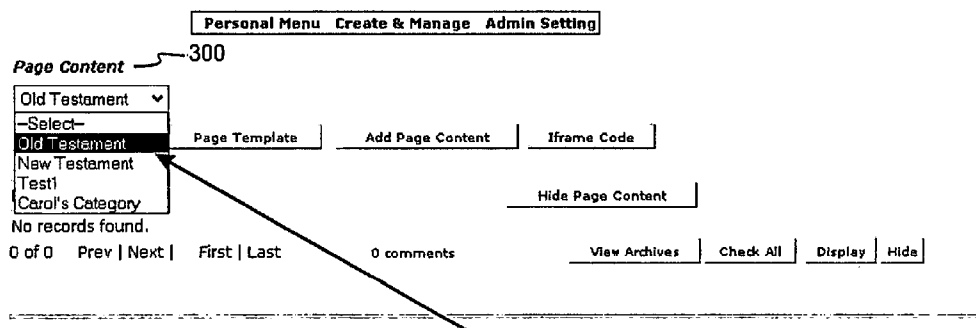 Personal Menu Create & Manage Admin Setting
Page Content 300
Old Testament
--Select--
Old Testament Page Template Add Page Content Iframe Code
New Testament
Test1
Carol's Category Hide Page Content
No records found.
0 of 0 Prev | Next | First | Last 0 comments View Archives Check All Display Hide